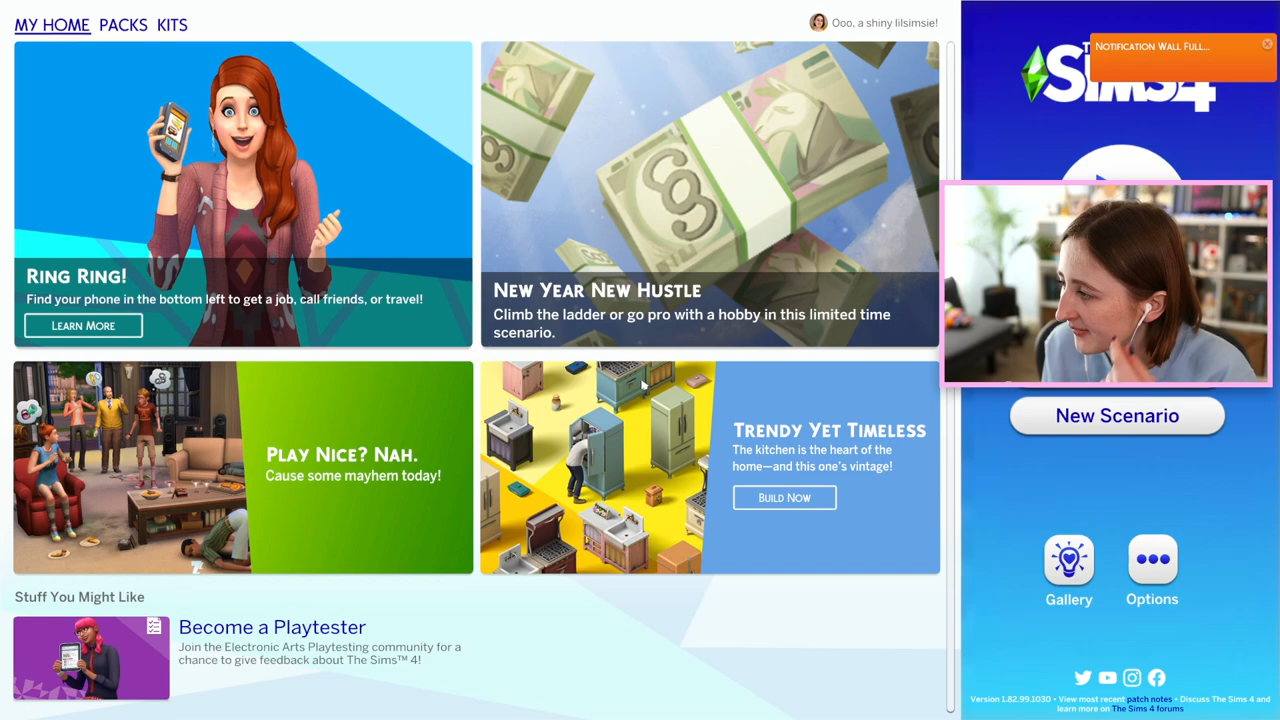 MY HOME PACKS KITS
Ooo, a shiny lilsimsie!
RING RING!
Find your phone in the bottom left to get a job, call friends, or travel!
LEARN MORE
NEW YEAR NEW HUSTLE
Climb the ladder or go pro with a hobby in this limited time
scenario.
PLAY NICE? NAH.
Cause some mayhem today!
TRENDY YET TIMELESS
The kitchen is the heart of the
home—and this one's vintage!
BUILD NOW
Stuff You Might Like
Become a Playtester
Join the Electronic Arts Playtesting community for a
chance to give feedback about The Sims™ 4!
NOTIFICATION WALL FULL...
SIMS 4
New Scenario
Gallery
Options
Version 1.82.99.1030 • View most recent patch notes • Discuss The Sims 4 and
learn more on The Sims 4 forums